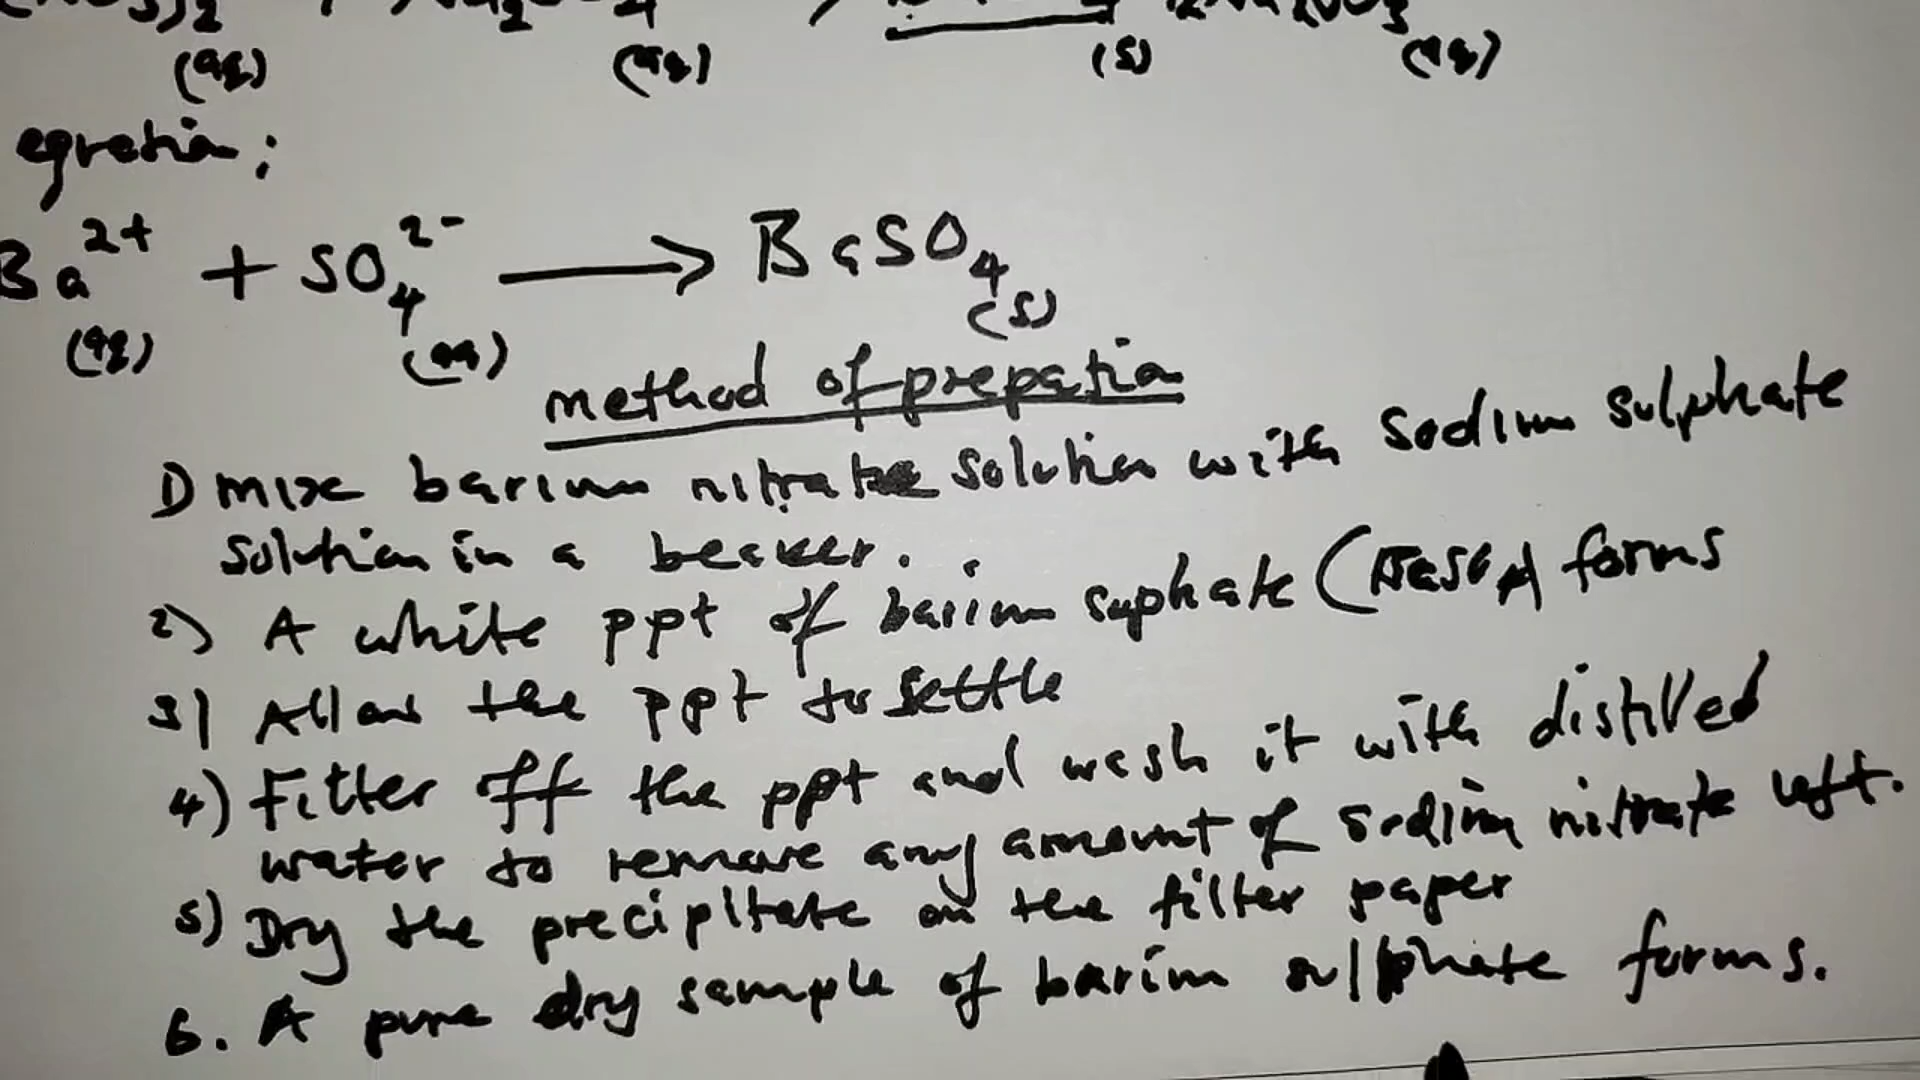 (aq) (aq) (s) (aq)
equation;
Ba²⁺ + SO₄²⁻ ⟶ BaSO₄
(aq) (aq) (s)
method of prepatia
1) mix barium nitrate solution with sodium sulphate
solution in a beaker.
2) A white ppt of barium suphate (BaSO₄) forms
3) Allow the ppt to settle
4) Filter off the ppt and wash it with distilled
water to remove any amount of sodium nitrate left.
5) Dry the precipitate on the filter paper
6. A pure dry sample of barium sulphate forms.